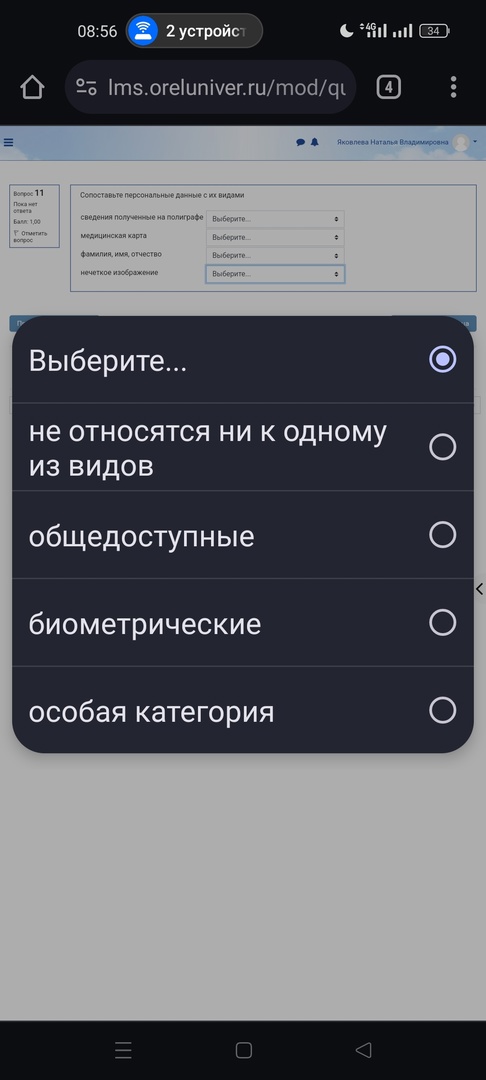 08:56 2 устройст 4G 34
lms.oreluniver.ru/mod/qu 4
Яковлева Наталья Владимировна
Вопрос 11
Пока нет
ответа
Балл: 1,00
Отметить
вопрос
Сопоставьте персональные данные с их видами
сведения полученные на полиграфе Выберите...
медицинская карта Выберите...
фамилия, имя, отчество Выберите...
нечеткое изображение Выберите...
Выберите...
не относятся ни к одному
из видов
общедоступные
биометрические
особая категория